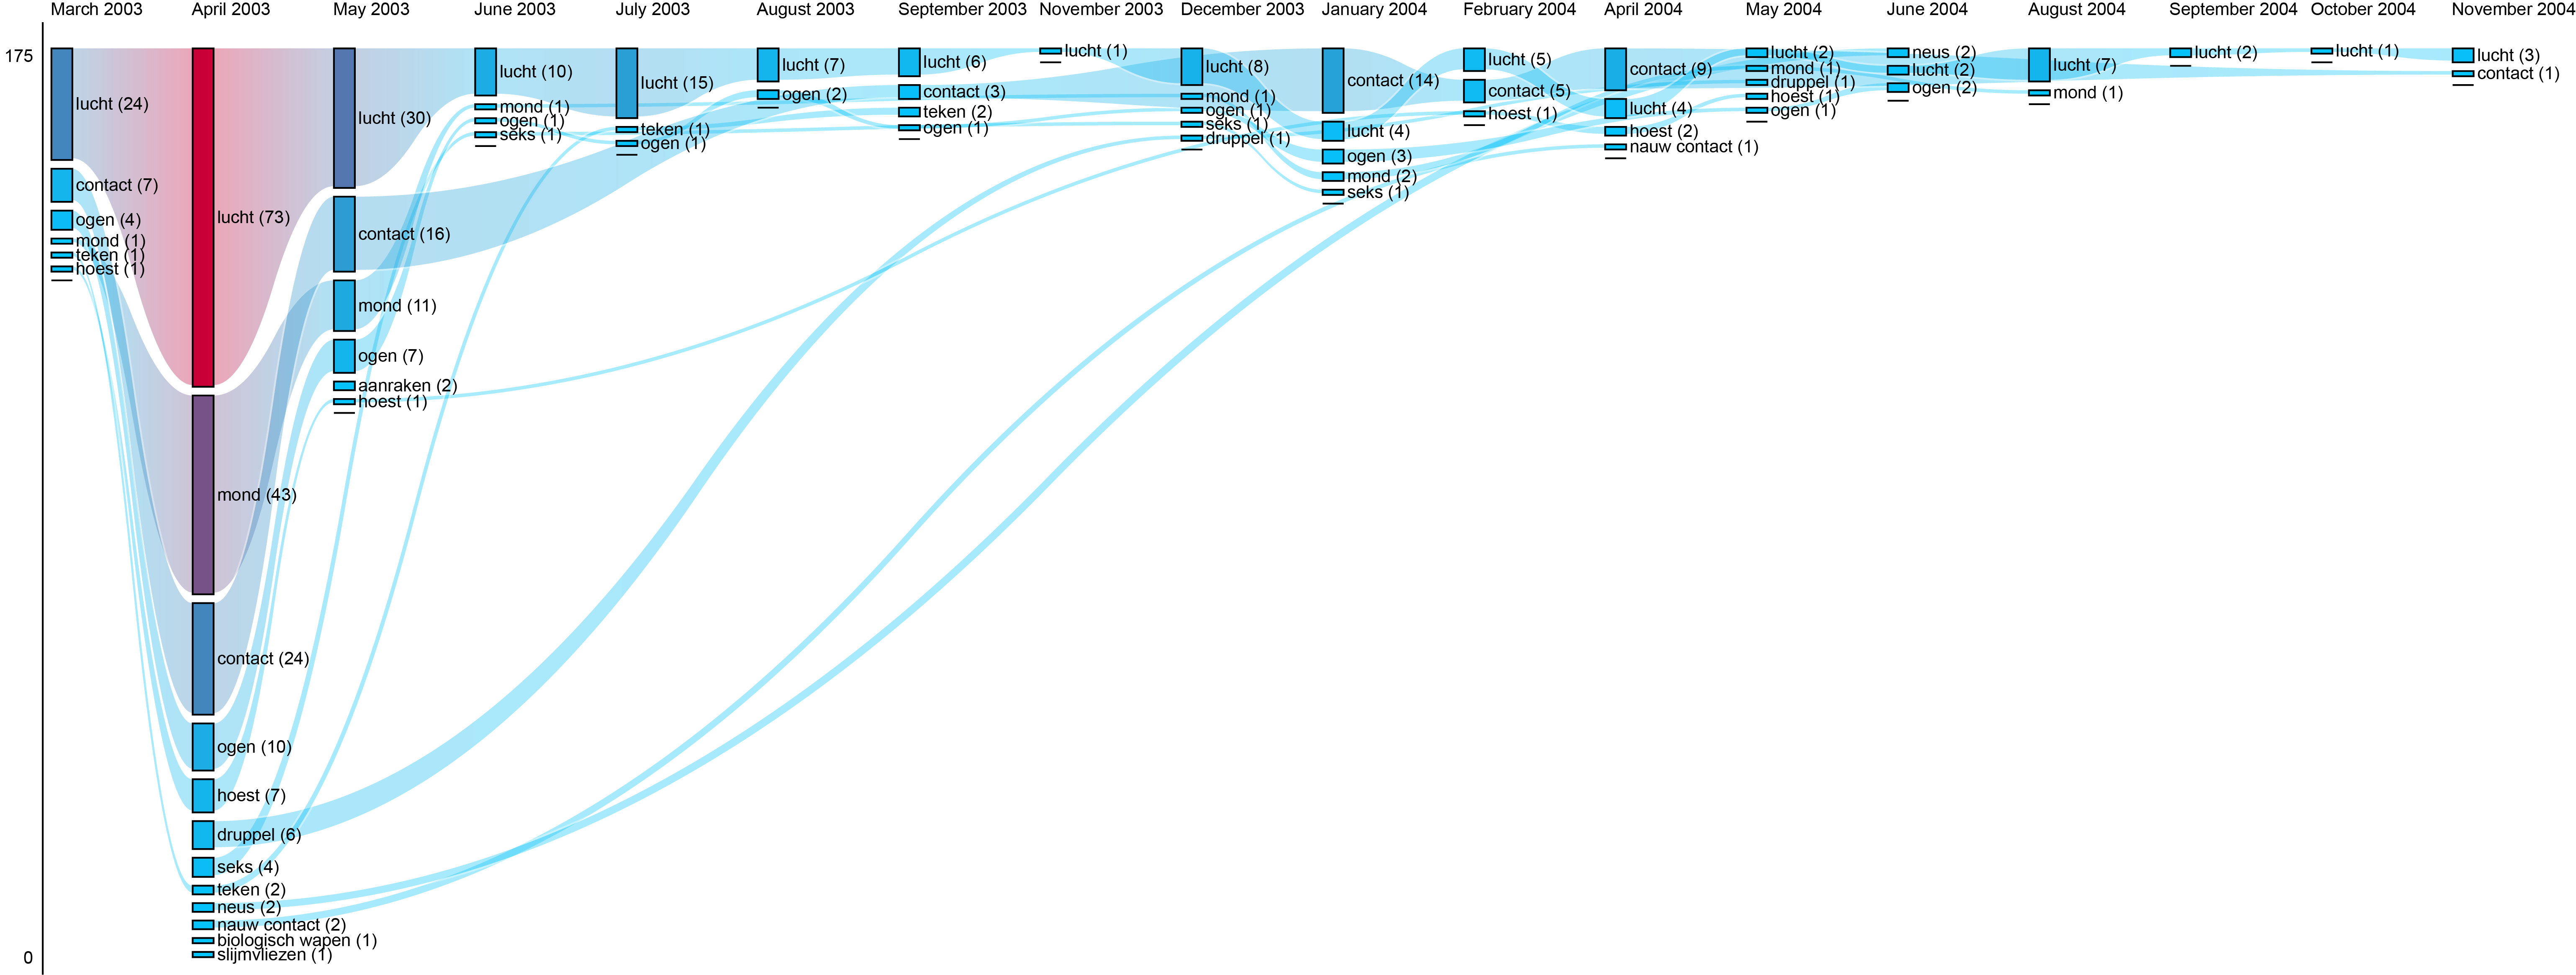 March 2003 April 2003 May 2003 June 2003 July 2003 August 2003 September 2003 November 2003 December 2003 January 2004 February 2004 April 2004 May 2004 June 2004 August 2004 September 2004 October 2004 November 2004
175
0
lucht (24)
contact (7)
ogen (4)
mond (1)
teken (1)
hoest (1)
lucht (73)
mond (43)
contact (24)
ogen (10)
hoest (7)
druppel (6)
seks (4)
teken (2)
neus (2)
nauw contact (2)
biologisch wapen (1)
slijmvliezen (1)
lucht (30)
contact (16)
mond (11)
ogen (7)
aanraken (2)
hoest (1)
lucht (10)
mond (1)
ogen (1)
seks (1)
lucht (15)
teken (1)
ogen (1)
lucht (7)
ogen (2)
lucht (6)
contact (3)
teken (2)
ogen (1)
lucht (1)
lucht (8)
mond (1)
ogen (1)
seks (1)
druppel (1)
contact (14)
lucht (4)
ogen (3)
mond (2)
seks (1)
lucht (5)
contact (5)
hoest (1)
contact (9)
lucht (4)
hoest (2)
nauw contact (1)
lucht (2)
mond (1)
druppel (1)
hoest (1)
ogen (1)
neus (2)
lucht (2)
ogen (2)
lucht (7)
mond (1)
lucht (2)
lucht (1)
lucht (3)
contact (1)